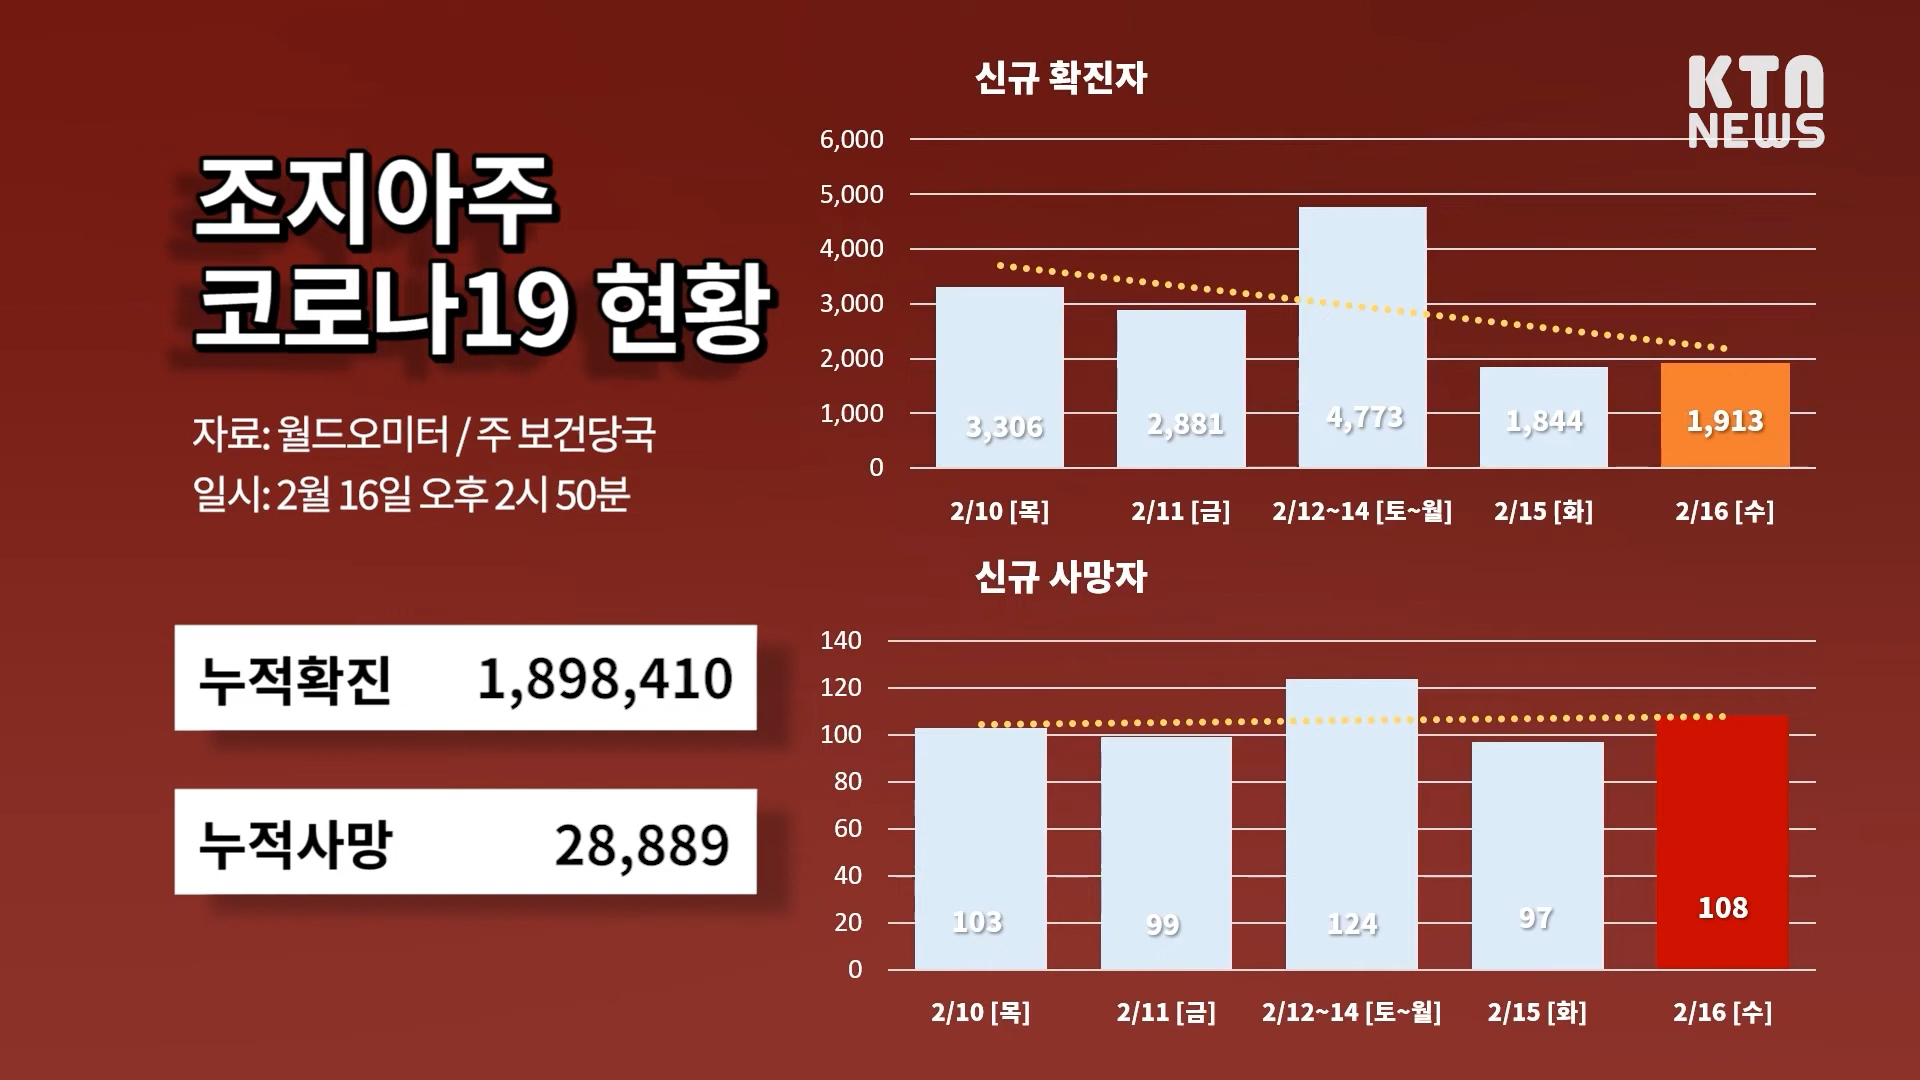 조지아주
코로나19 현황
자료: 월드오미터 / 주 보건당국
일시: 2월 16일 오후 2시 50분
누적확진 1,898,410
누적사망 28,889
KTN
NEWS
신규 확진자
6,000
5,000
4,000
3,000
2,000
1,000
0
3,306 2,881 4,773 1,844 1,913
2/10 [목] 2/11 [금] 2/12~14 [토~월] 2/15 [화] 2/16 [수]
신규 사망자
140
120
100
80
60
40
20
0
103 99 124 97 108
2/10 [목] 2/11 [금] 2/12~14 [토~월] 2/15 [화] 2/16 [수]